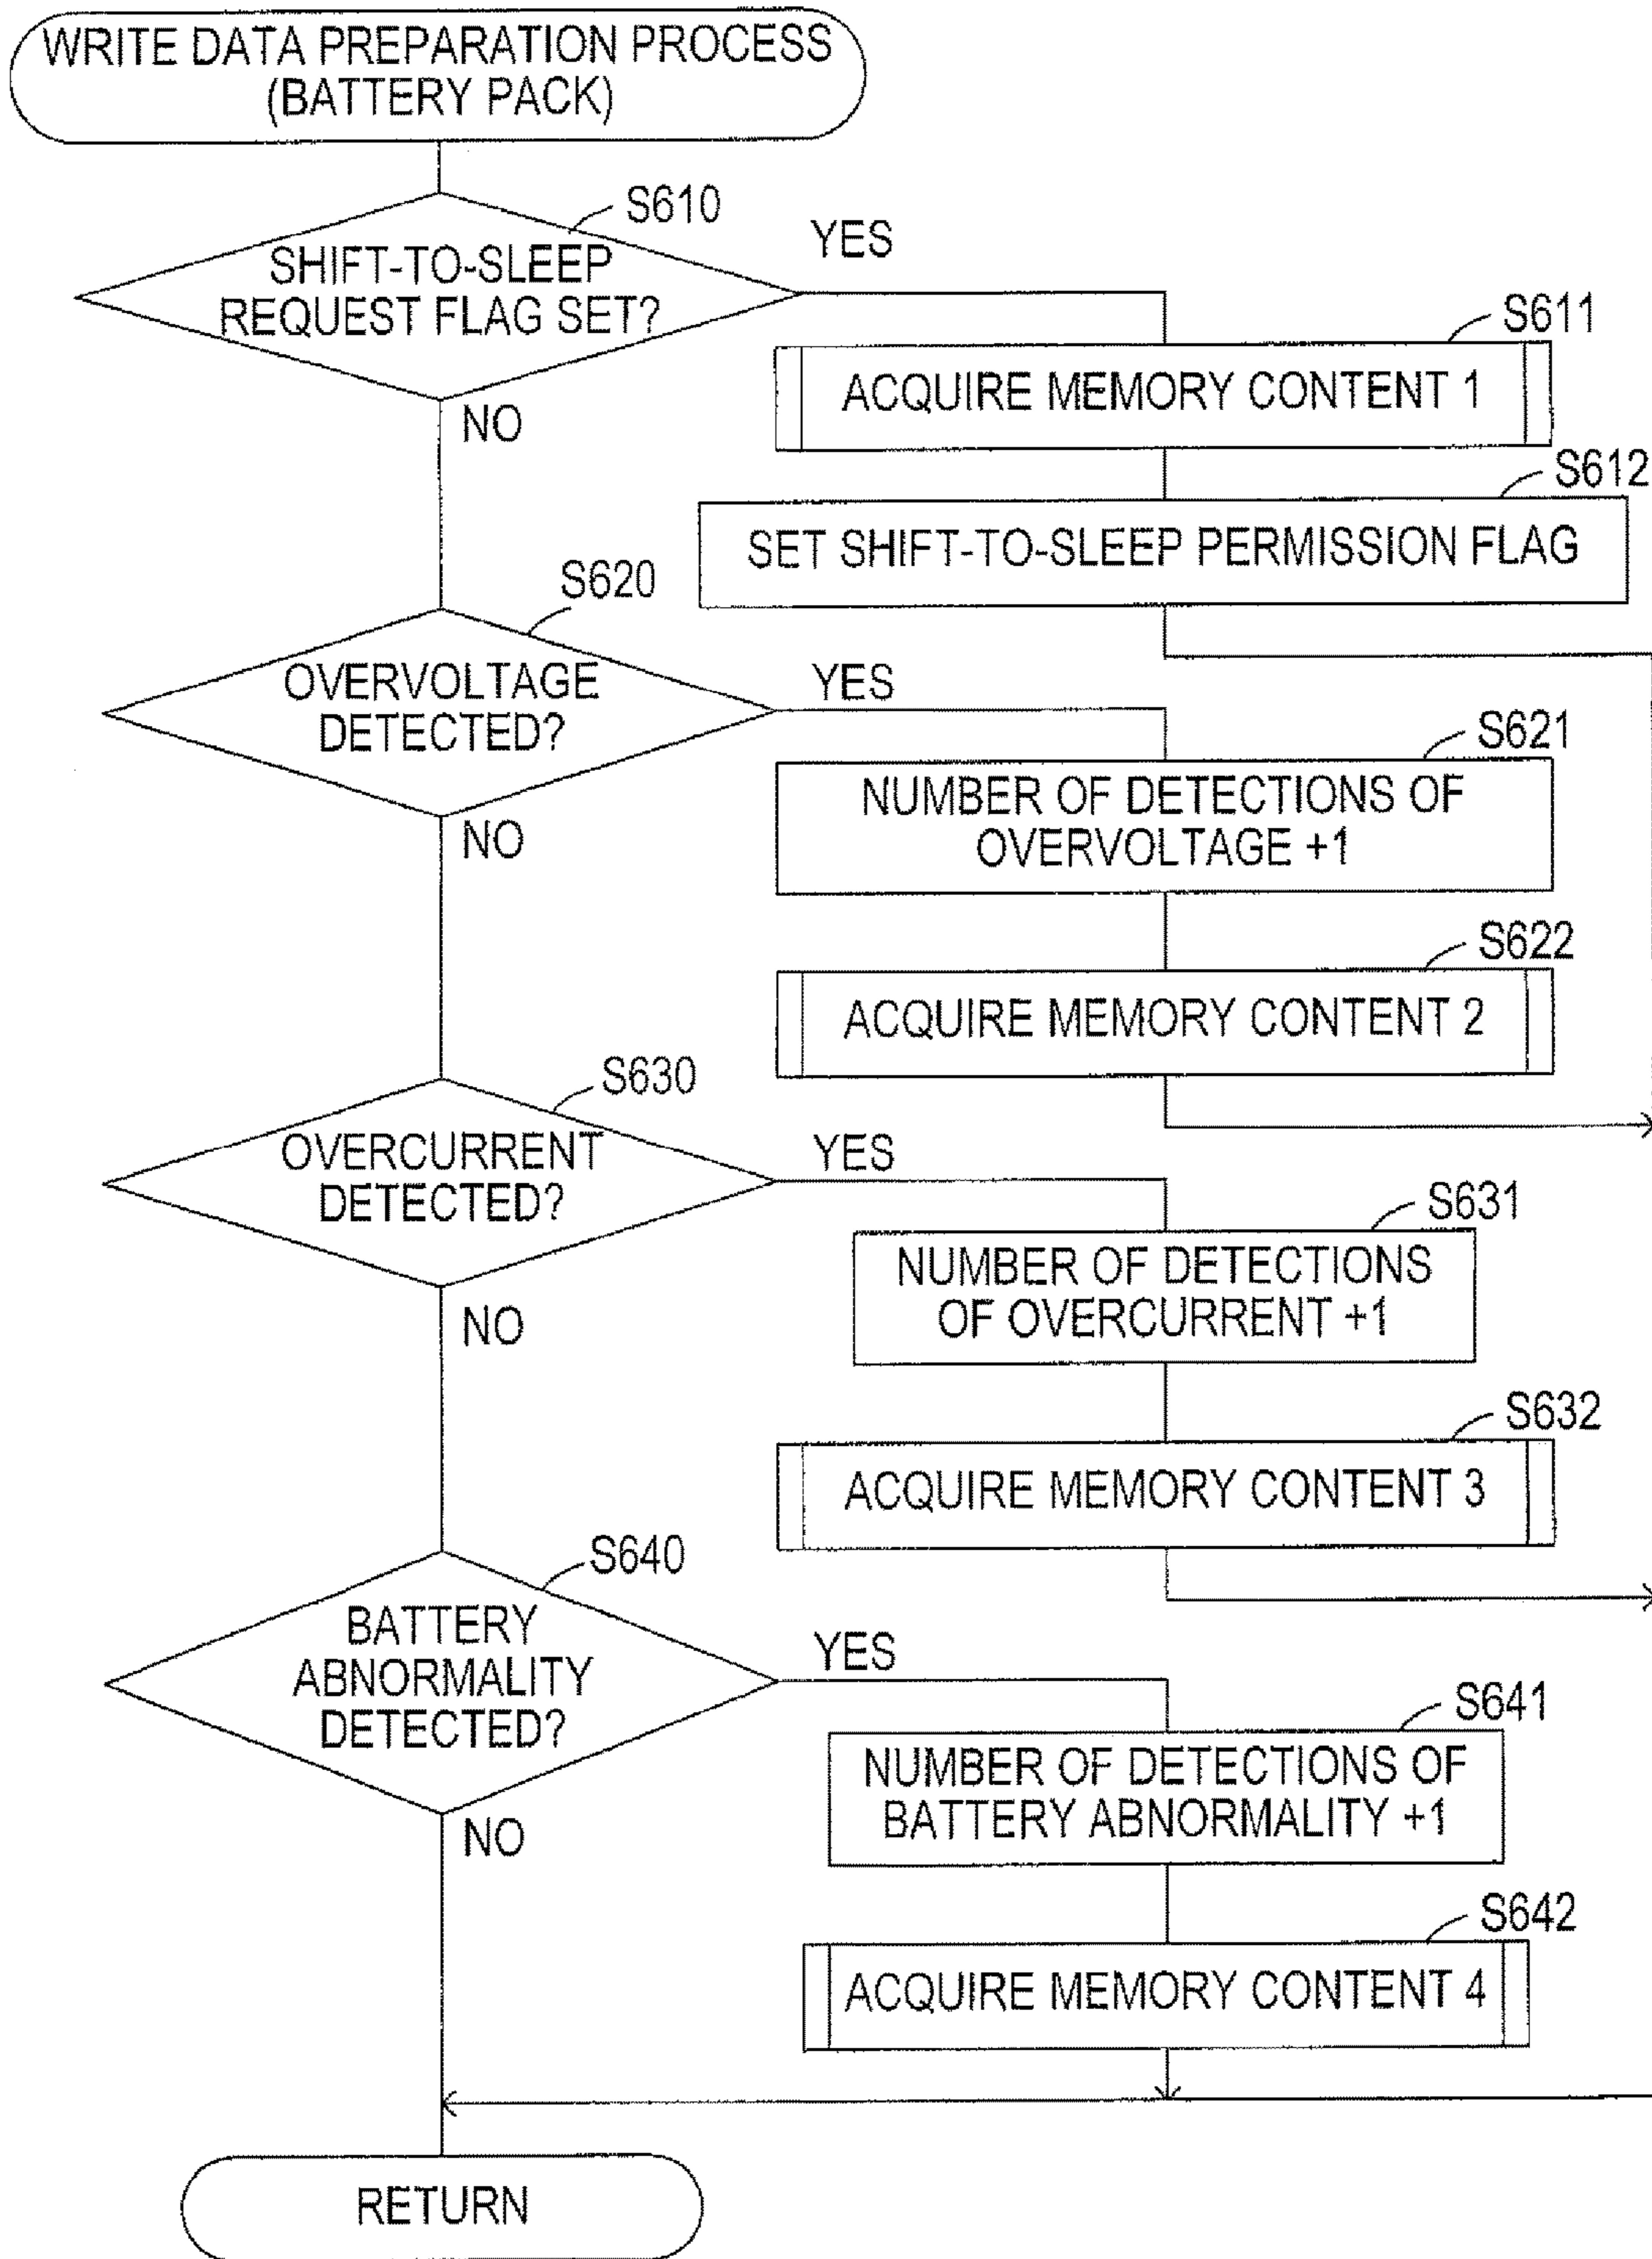 WRITE DATA PREPARATION PROCESS
(BATTERY PACK)
S610
SHIFT-TO-SLEEP
REQUEST FLAG SET?
YES
NO
S611
ACQUIRE MEMORY CONTENT 1
S612
SET SHIFT-TO-SLEEP PERMISSION FLAG
S620
OVERVOLTAGE
DETECTED?
YES
NO
S621
NUMBER OF DETECTIONS OF
OVERVOLTAGE +1
S622
ACQUIRE MEMORY CONTENT 2
S630
OVERCURRENT
DETECTED?
YES
NO
S631
NUMBER OF DETECTIONS
OF OVERCURRENT +1
S632
ACQUIRE MEMORY CONTENT 3
S640
BATTERY
ABNORMALITY
DETECTED?
YES
NO
S641
NUMBER OF DETECTIONS OF
BATTERY ABNORMALITY +1
S642
ACQUIRE MEMORY CONTENT 4
RETURN